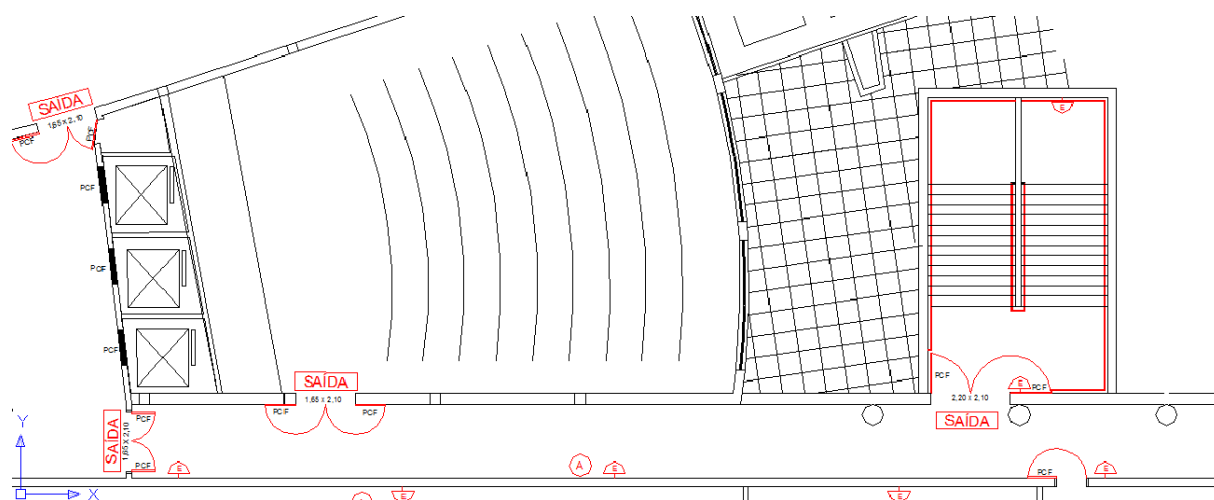 SAÍDA
1,65 x 2,10
PCF
PCF
PCF
PCF
PCF
E
SAÍDA
1,65 x 2,10
PCF
PCF
PCF
PCF
2,20 x 2,10
E
SAÍDA
PCF
SAÍDA
1,65 x 2,10
PCF
E
A
E
PCF
E
Y
X
E
E